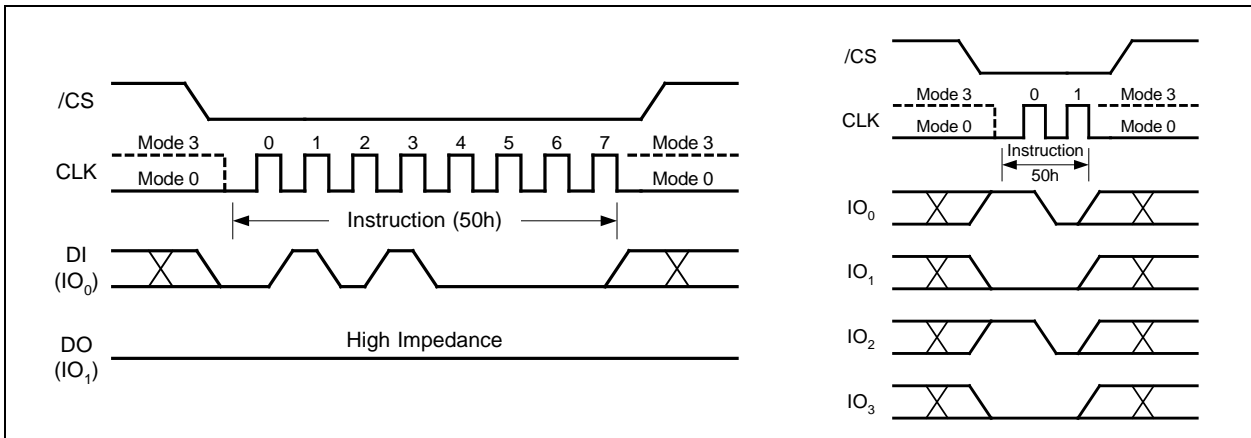 /CS
Mode 3 0 1 2 3 4 5 6 7 Mode 3
CLK
Mode 0 Mode 0
Instruction (50h)
DI
(IO0)
High Impedance
DO
(IO1)
/CS
Mode 3 0 1 Mode 3
CLK
Mode 0 Mode 0
Instruction
50h
IO0
IO1
IO2
IO3